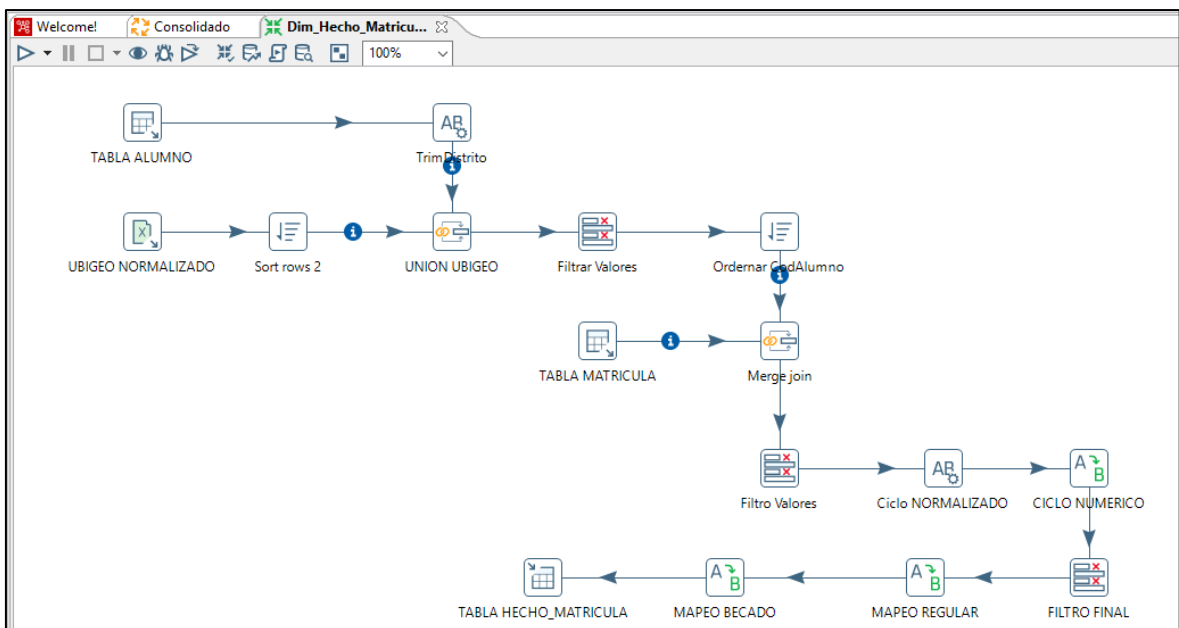 Welcome!
Consolidado
Dim_Hecho_Matricu...
100%
TABLA ALUMNO
TrimDistrito
UBIGEO NORMALIZADO
Sort rows 2
UNION UBIGEO
Filtrar Valores
Ordernar CodAlumno
TABLA MATRICULA
Merge join
Filtro Valores
Ciclo NORMALIZADO
CICLO NUMERICO
TABLA HECHO_MATRICULA
MAPEO BECADO
MAPEO REGULAR
FILTRO FINAL